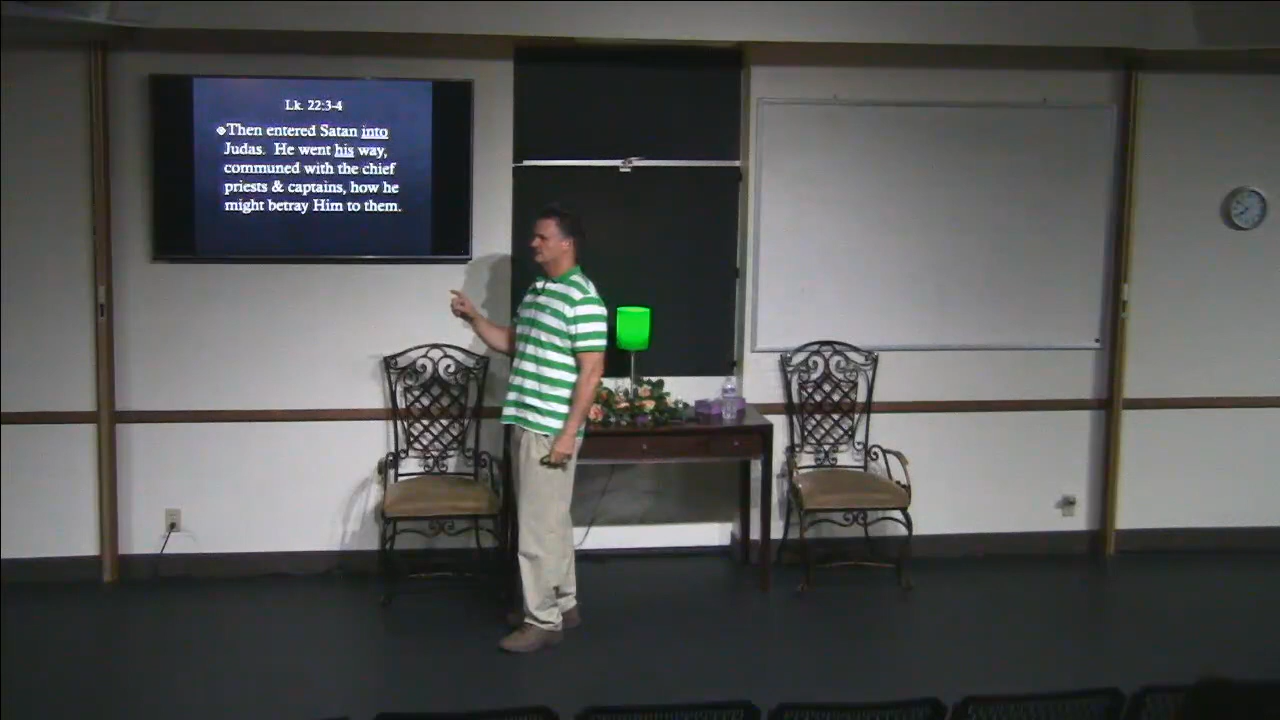 Lk. 22:3-4
Then entered Satan into
Judas. He went his way,
communed with the chief
priests & captains, how he
might betray Him to them.